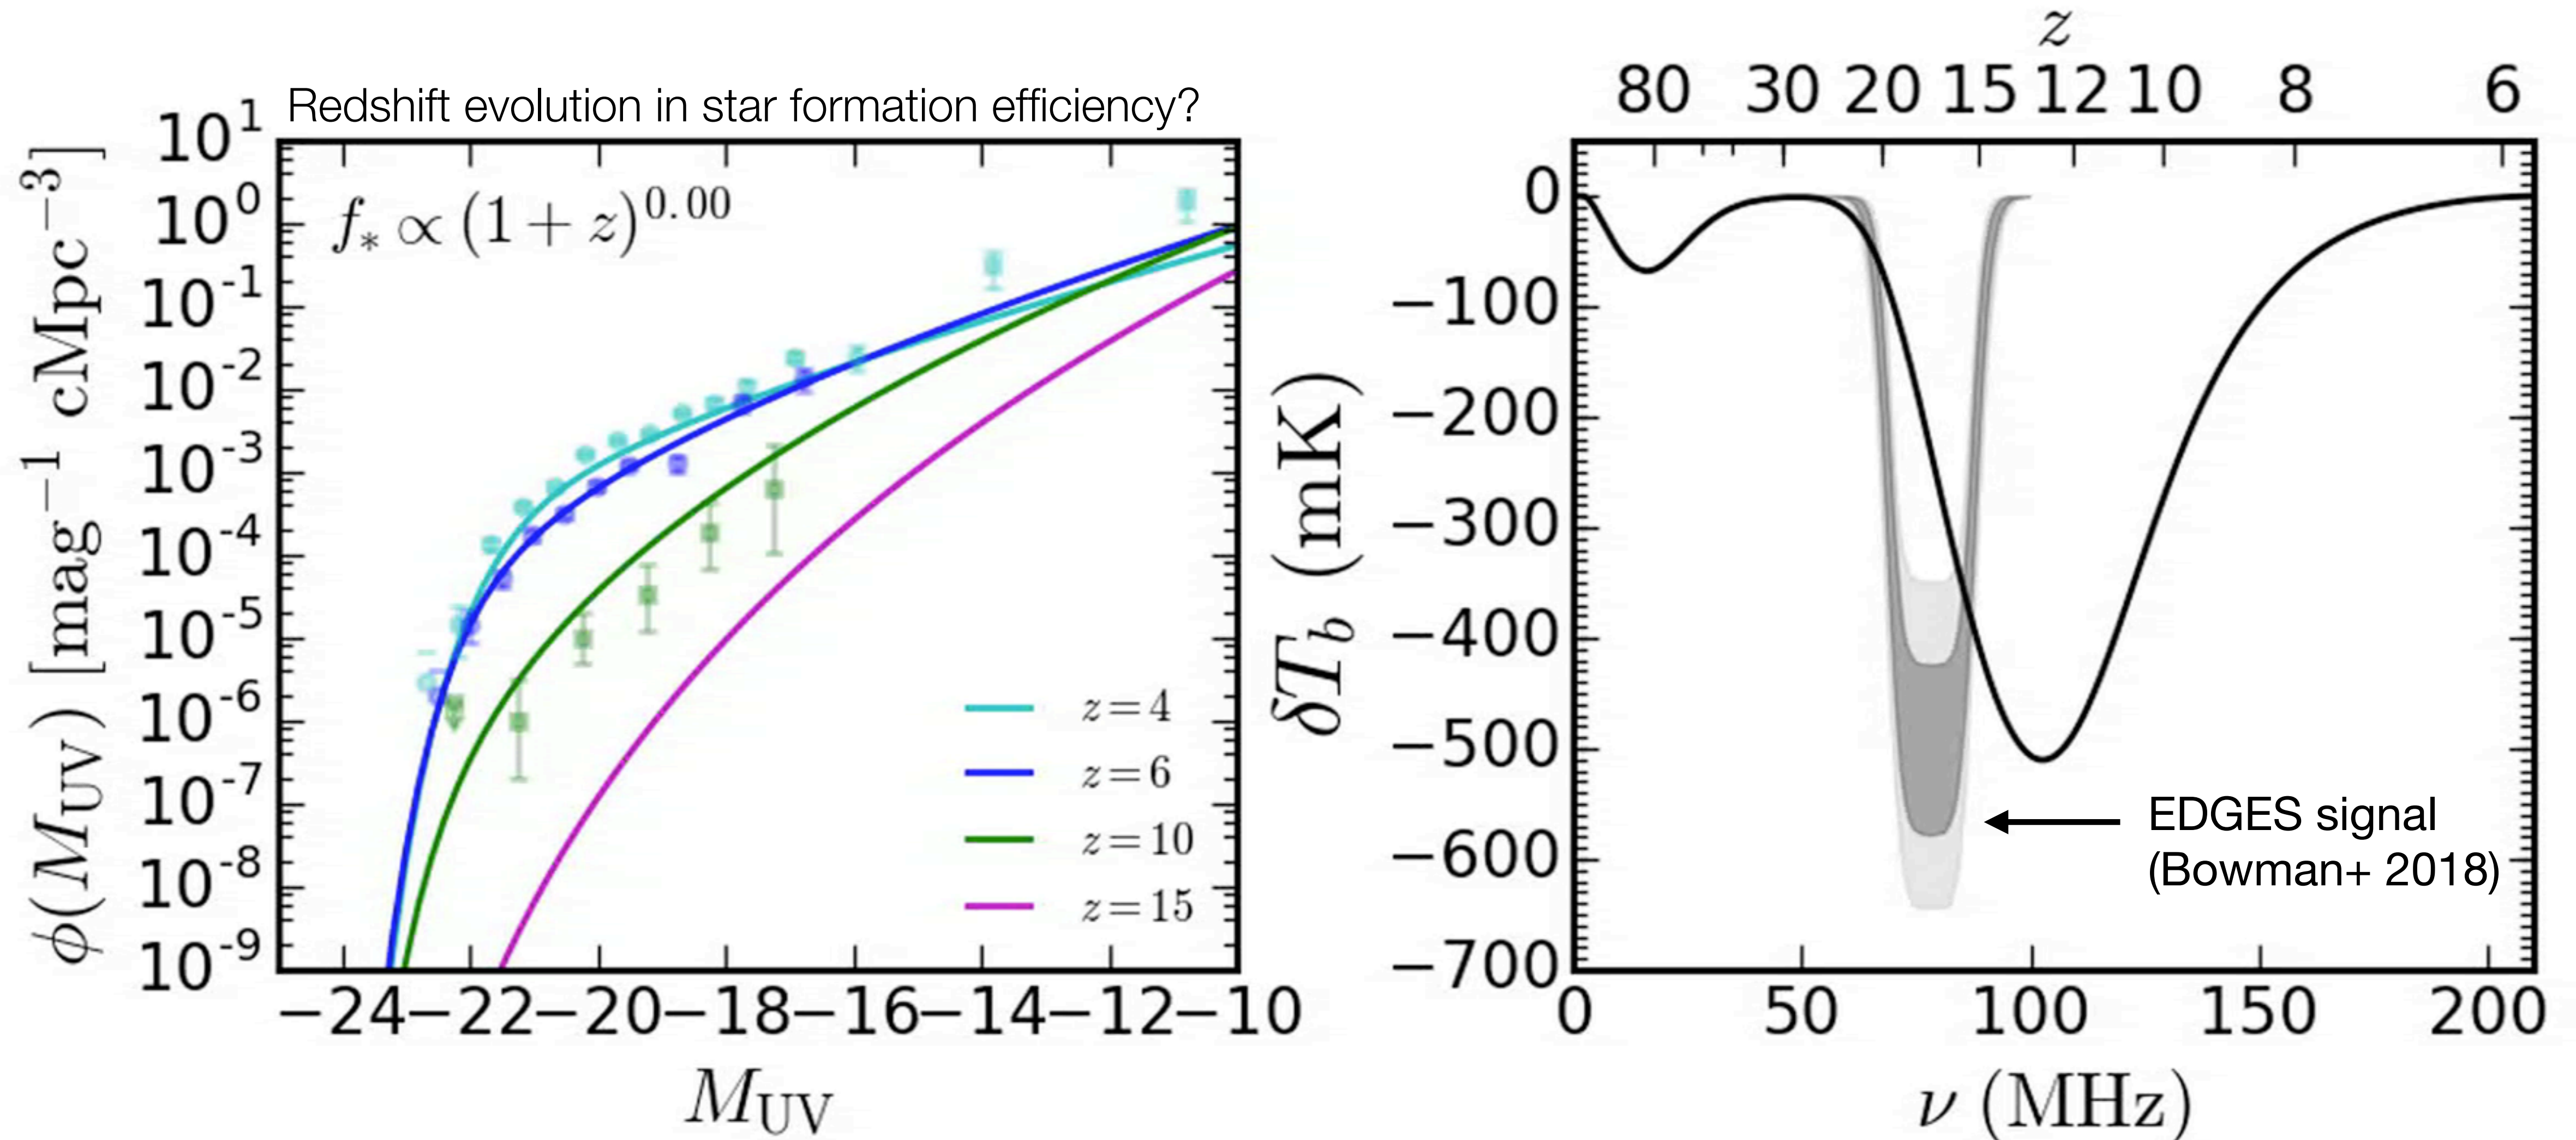 Redshift evolution in star formation efficiency?
f_* ∝ (1 + z)^0.00
10^1
10^0
10^-1
10^-2
10^-3
10^-4
10^-5
10^-6
10^-7
10^-8
10^-9
ϕ(M_UV) [mag^−1 cMpc^−3]
z = 4
z = 6
z = 10
z = 15
−24 −22 −20 −18 −16 −14 −12 −10
M_UV
z
80 30 20 15 12 10 8 6
0
−100
−200
−300
−400
−500
−600
−700
δT_b (mK)
EDGES signal
(Bowman+ 2018)
0 50 100 150 200
ν (MHz)